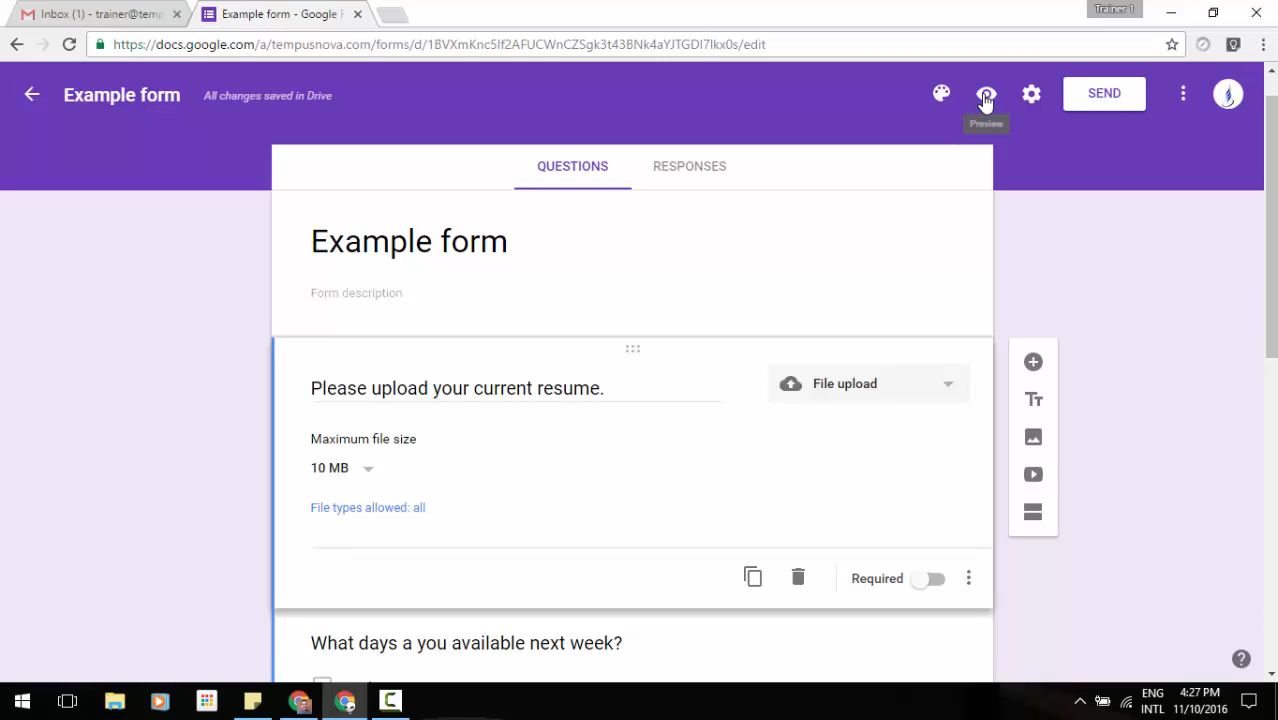 Inbox (1) - trainer@temp
Example form - Google F
Trainer 1
https://docs.google.com/a/tempusnova.com/forms/d/1BVXmKnc5If2AFUCWnCZSgk3t43BNk4aYJTGDI7Ikx0s/edit
Example form
All changes saved in Drive
SEND
Preview
QUESTIONS
RESPONSES
Example form
Form description
Please upload your current resume.
File upload
Maximum file size
10 MB
File types allowed: all
Required
What days a you available next week?
ENG
INTL
4:27 PM
11/10/2016